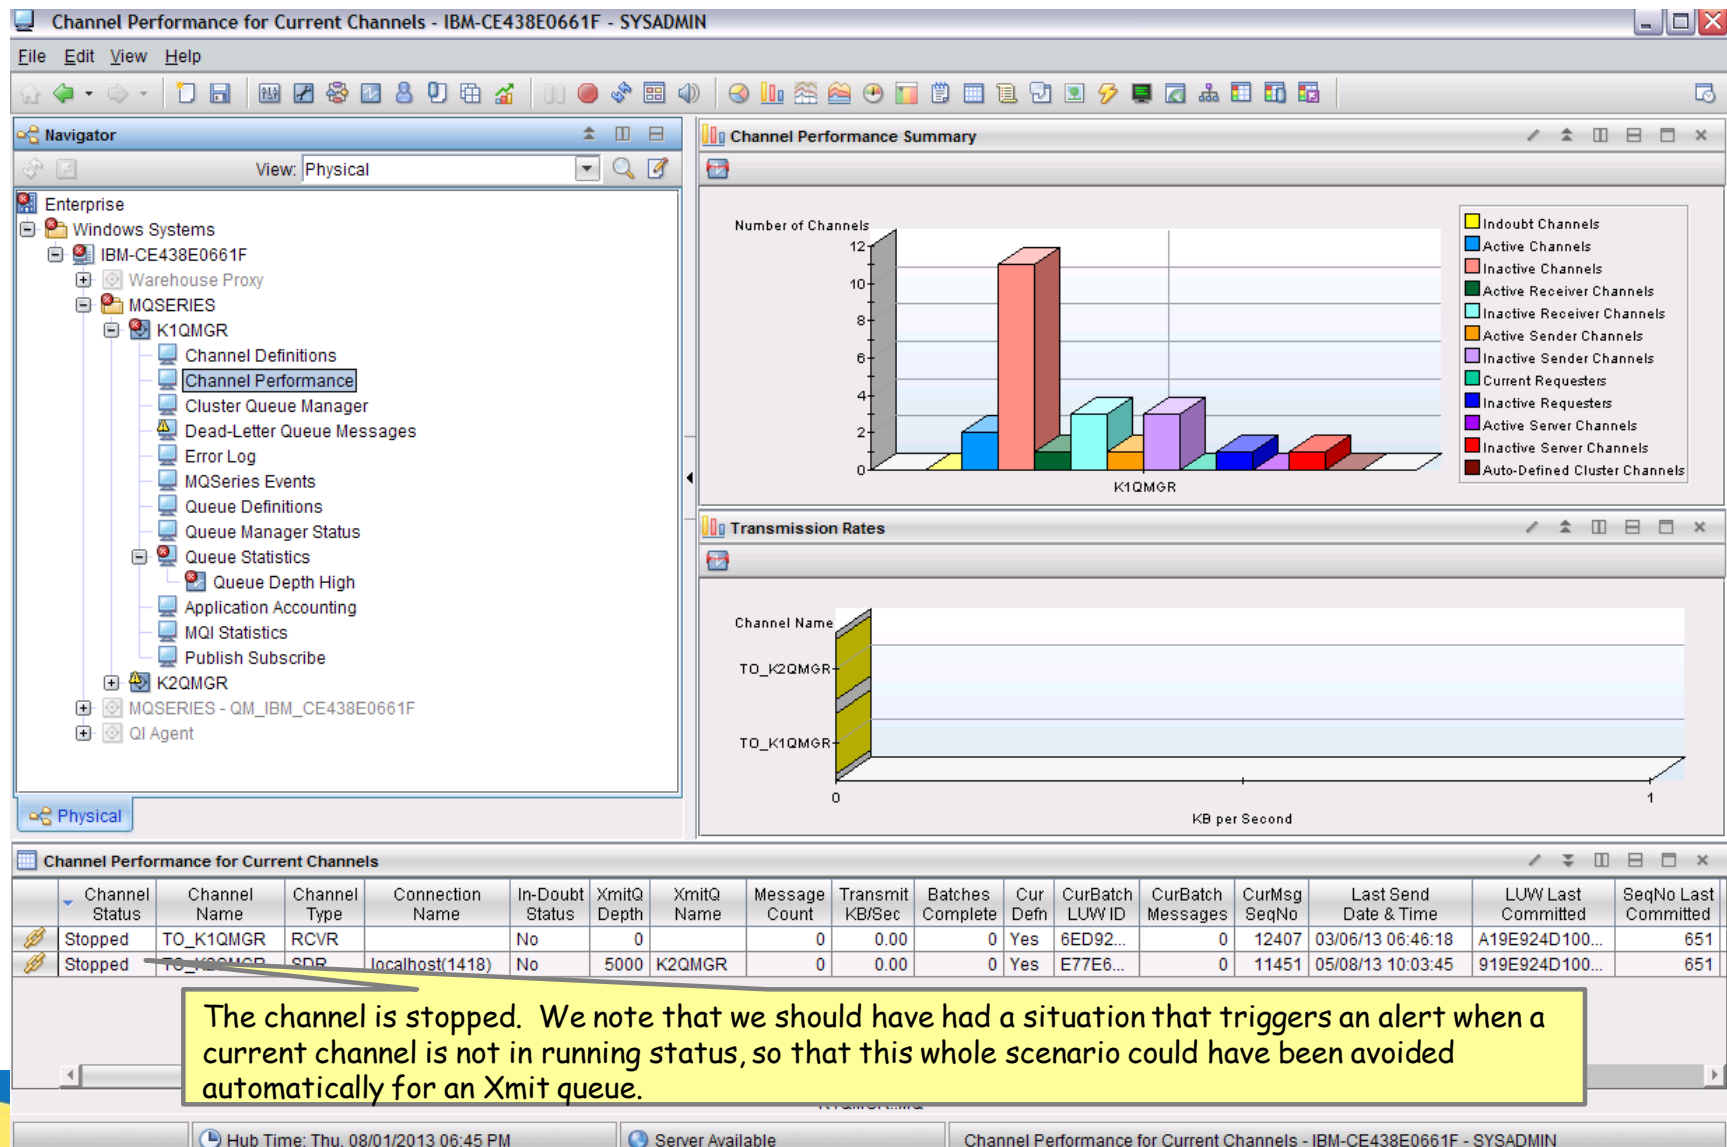 Channel Performance for Current Channels - IBM-CE438E0661F - SYSADMIN
File Edit View Help
Navigator
View: Physical
Enterprise
Windows Systems
IBM-CE438E0661F
Warehouse Proxy
MQSERIES
K1QMGR
Channel Definitions
Channel Performance
Cluster Queue Manager
Dead-Letter Queue Messages
Error Log
MQSeries Events
Queue Definitions
Queue Manager Status
Queue Statistics
Queue Depth High
Application Accounting
MQI Statistics
Publish Subscribe
K2QMGR
MQSERIES - QM_IBM_CE438E0661F
QI Agent
Physical
Channel Performance Summary
Number of Channels
12
10
8
6
4
2
0
K1QMGR
Indoubt Channels
Active Channels
Inactive Channels
Active Receiver Channels
Inactive Receiver Channels
Active Sender Channels
Inactive Sender Channels
Current Requesters
Inactive Requesters
Active Server Channels
Inactive Server Channels
Auto-Defined Cluster Channels
Transmission Rates
Channel Name
TO_K2QMGR
TO_K1QMGR
0 1
KB per Second
Channel Performance for Current Channels
Channel Status Channel Name Channel Type Connection Name In-Doubt Status XmitQ Depth XmitQ Name Message Count Transmit KB/Sec Batches Complete Cur Defn CurBatch LUW ID CurBatch Messages CurMsg SeqNo Last Send Date & Time LUW Last Committed SeqNo Last Committed
Stopped TO_K1QMGR RCVR No 0 0 0.00 0 Yes 6ED92... 0 12407 03/06/13 06:46:18 A19E924D100... 651
Stopped TO_K2QMGR SDR localhost(1418) No 5000 K2QMGR 0 0.00 0 Yes E77E6... 0 11451 05/08/13 10:03:45 919E924D100... 651
The channel is stopped. We note that we should have had a situation that triggers an alert when a
current channel is not in running status, so that this whole scenario could have been avoided
automatically for an Xmit queue.
Hub Time: Thu, 08/01/2013 06:45 PM
Server Available
Channel Performance for Current Channels - IBM-CE438E0661F - SYSADMIN